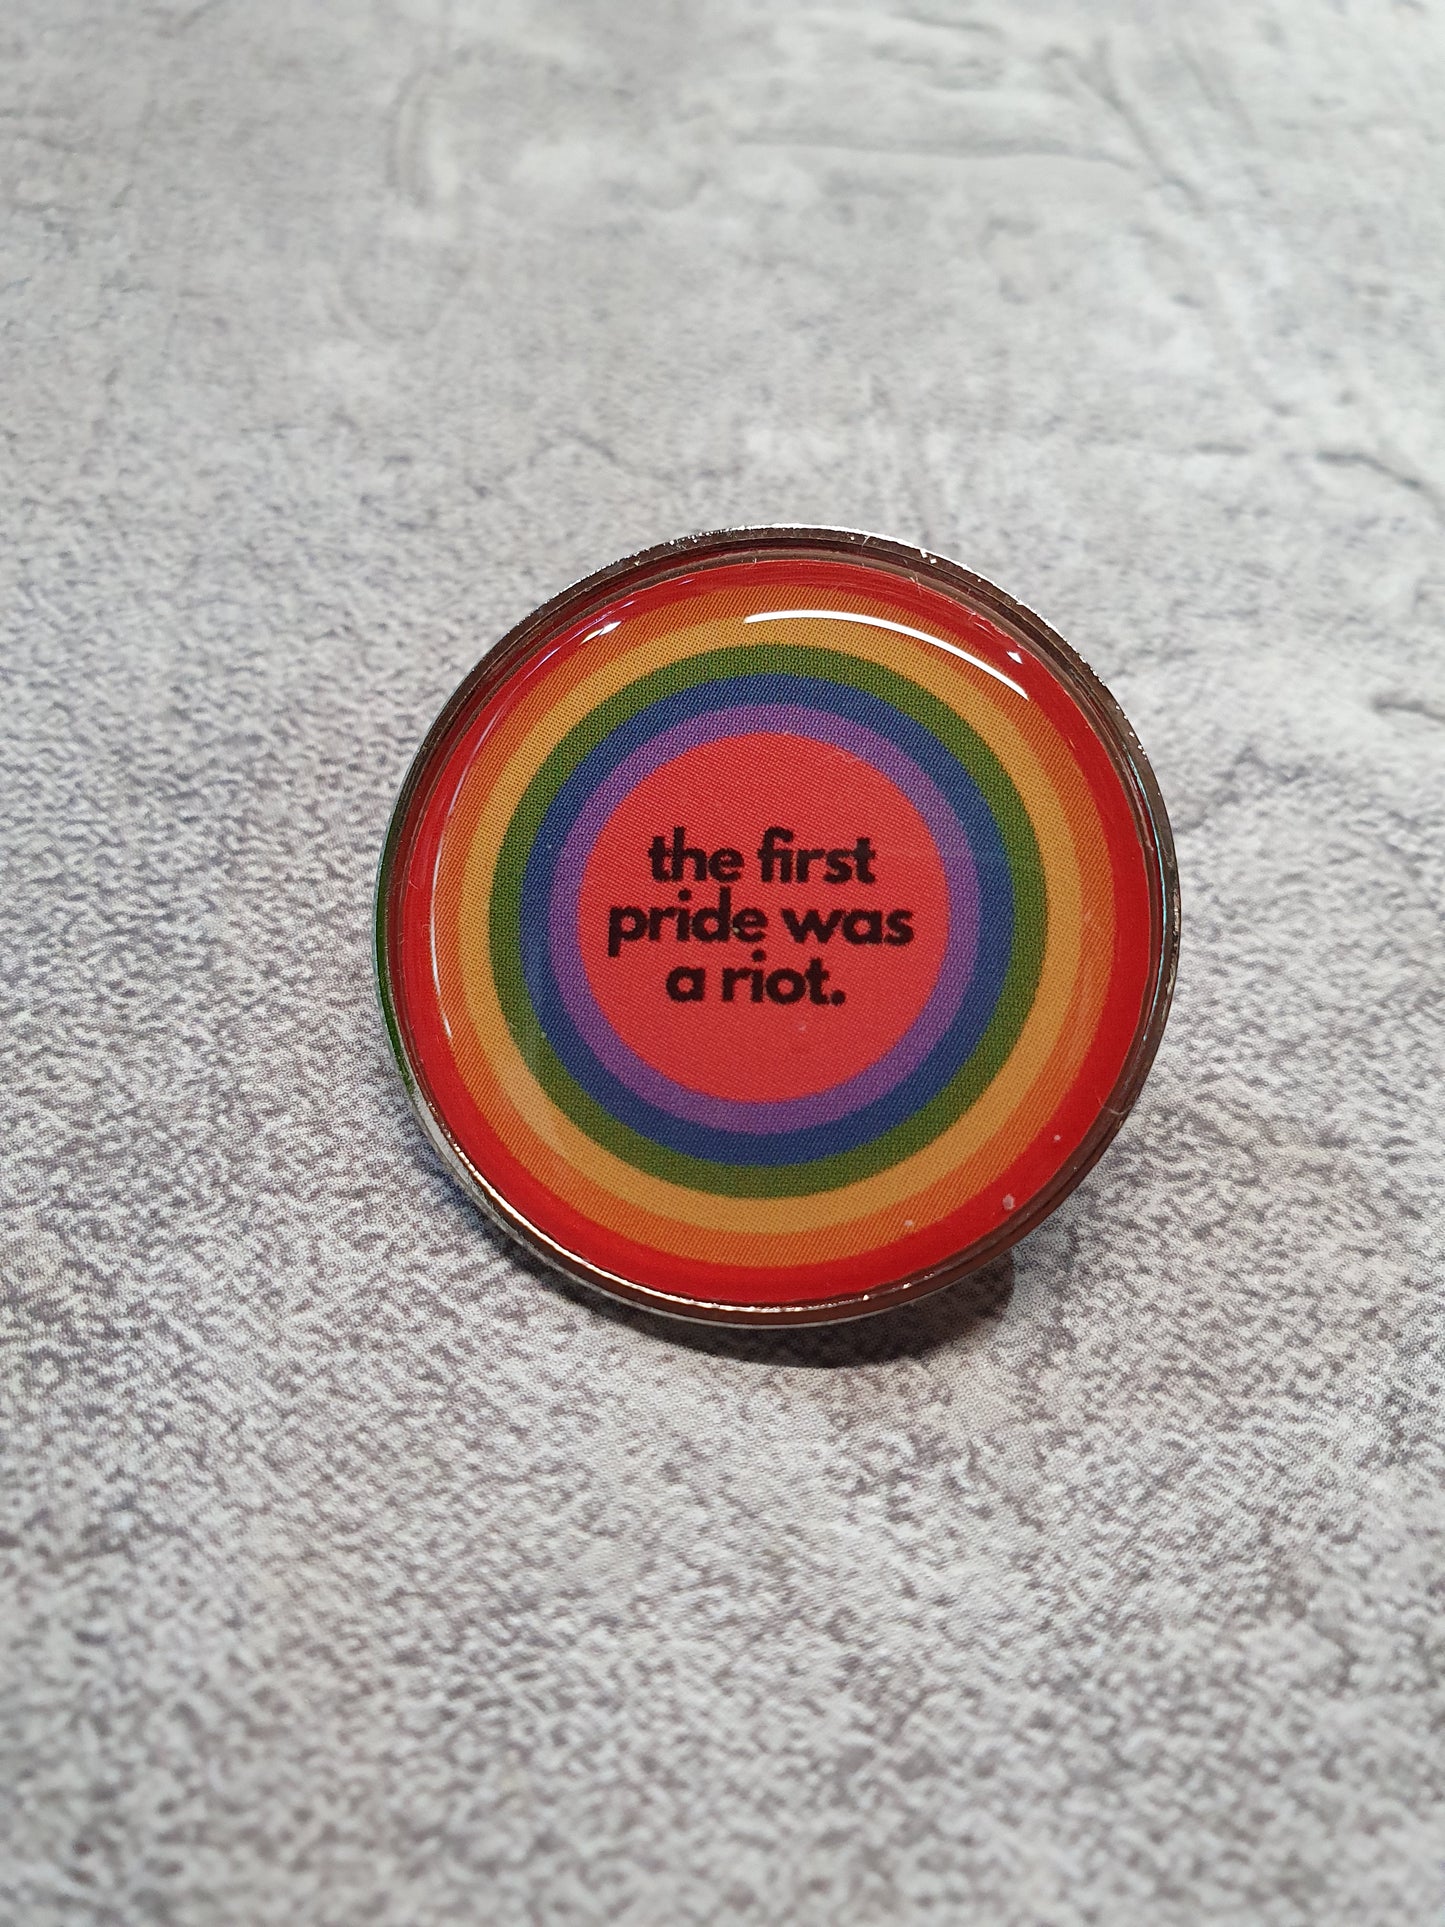 the first
pride was
a riot.